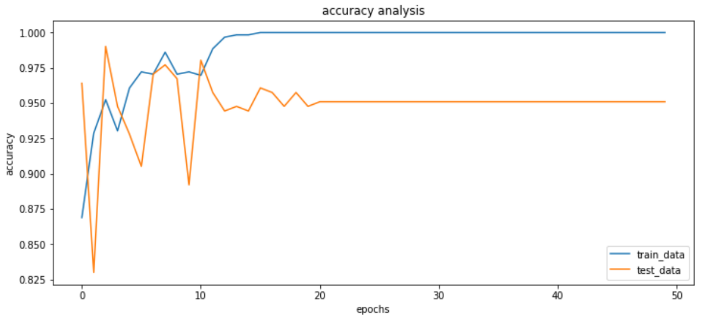 accuracy analysis
1.000
0.975
0.950
0.925
0.900
0.875
0.850
0.825
accuracy
train_data
test_data
0 10 20 30 40 50
epochs